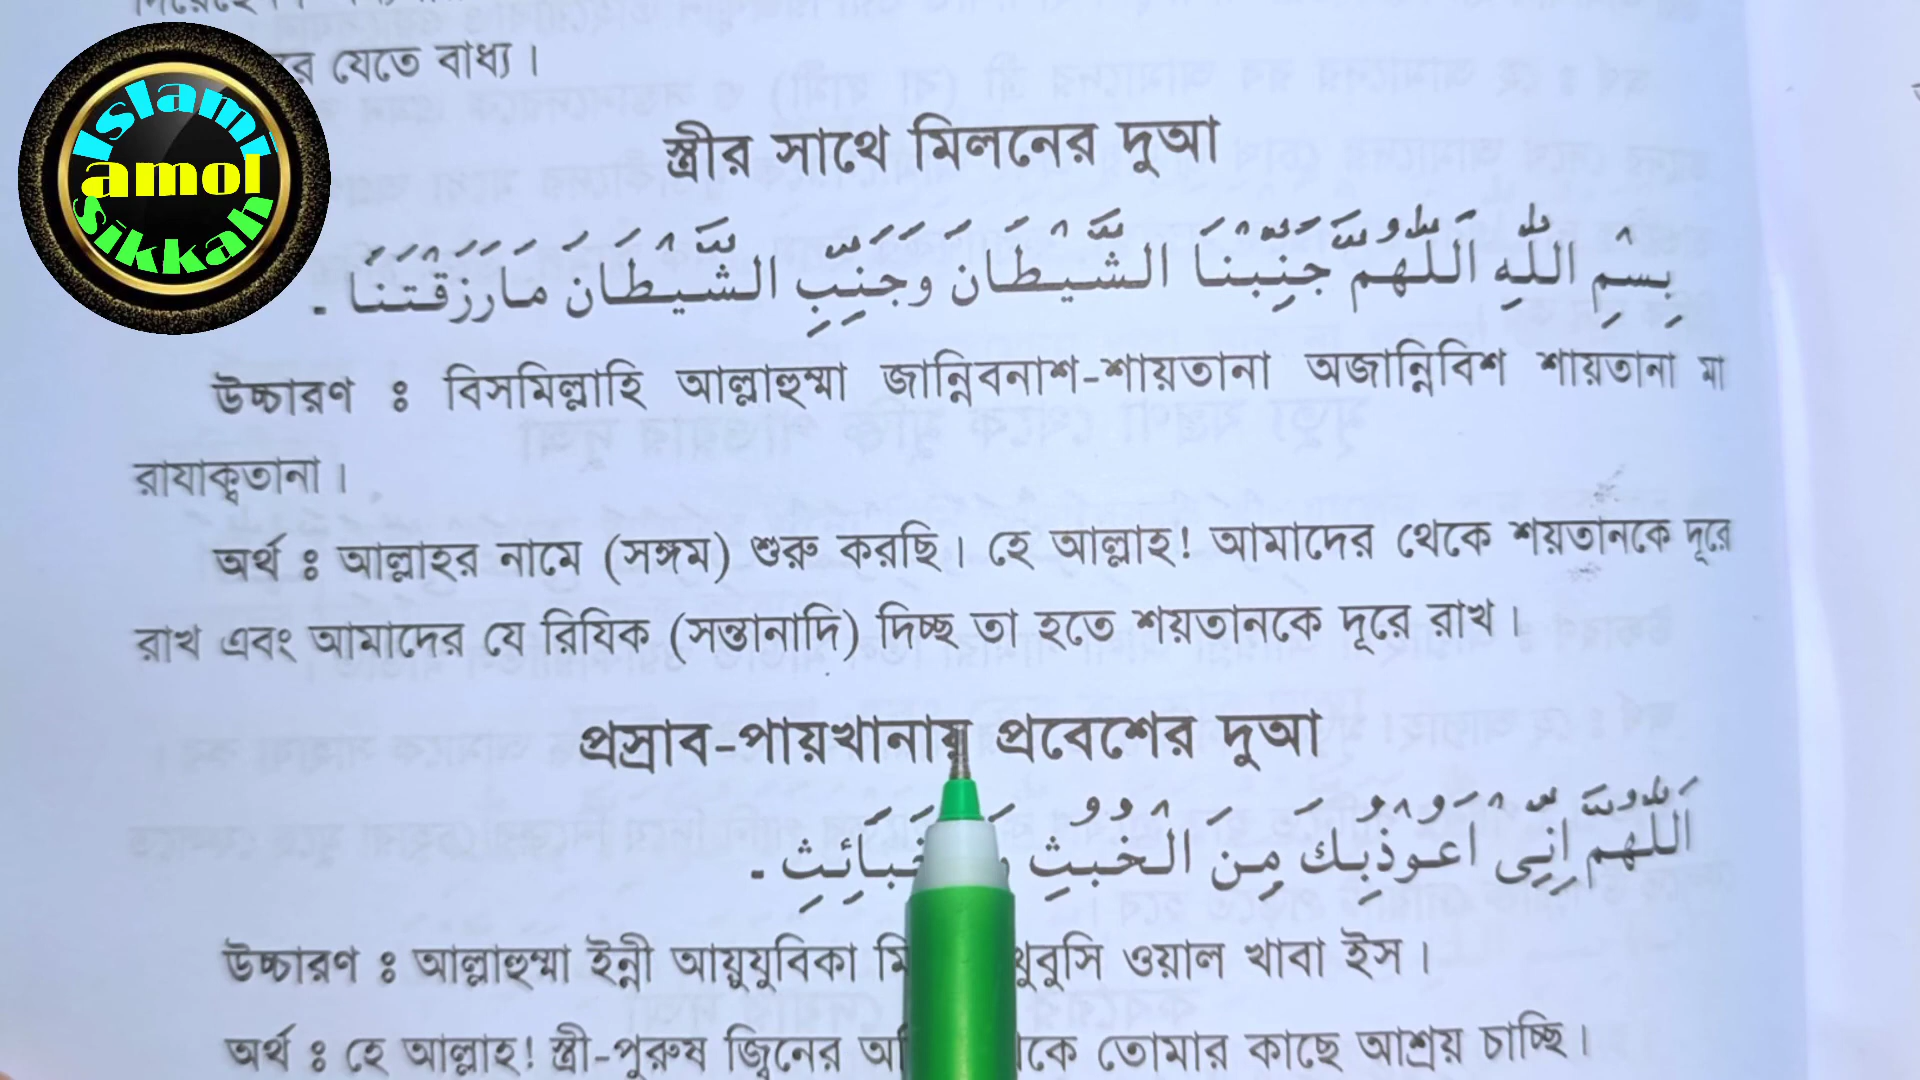 Islami
amol
sikkah
যেতে বাধ্য।
স্ত্রীর সাথে মিলনের দুআ
بِسْمِ اللّٰهِ اَللّٰهُمَّ جَنِّبْنَا الشَّيْطَانَ وَجَنِّبِ الشَّيْطَانَ مَارَزَقْتَنَا ۔
উচ্চারণ ঃ বিসমিল্লাহি আল্লাহুম্মা জান্নিবনাশ-শায়তানা অজান্নিবিশ শায়তানা মা
রাযাক্বতানা।
অর্থ ঃ আল্লাহর নামে (সঙ্গম) শুরু করছি। হে আল্লাহ! আমাদের থেকে শয়তানকে দূরে
রাখ এবং আমাদের যে রিযিক (সন্তানাদি) দিচ্ছ তা হতে শয়তানকে দূরে রাখ।
প্রস্রাব-পায়খানায় প্রবেশের দুআ
اَللّٰهُمَّ اِنِّىْ اَعُوْذُبِكَ مِنَ الْخُبُثِ
উচ্চারণ ঃ আল্লাহুম্মা ইন্নী আয়ুযুবিকা ওয়াল খাবা ইস।
অর্থ ঃ হে আল্লাহ! স্ত্রী-পুরুষ জ্বিনের তোমার কাছে আশ্রয় চাচ্ছি।